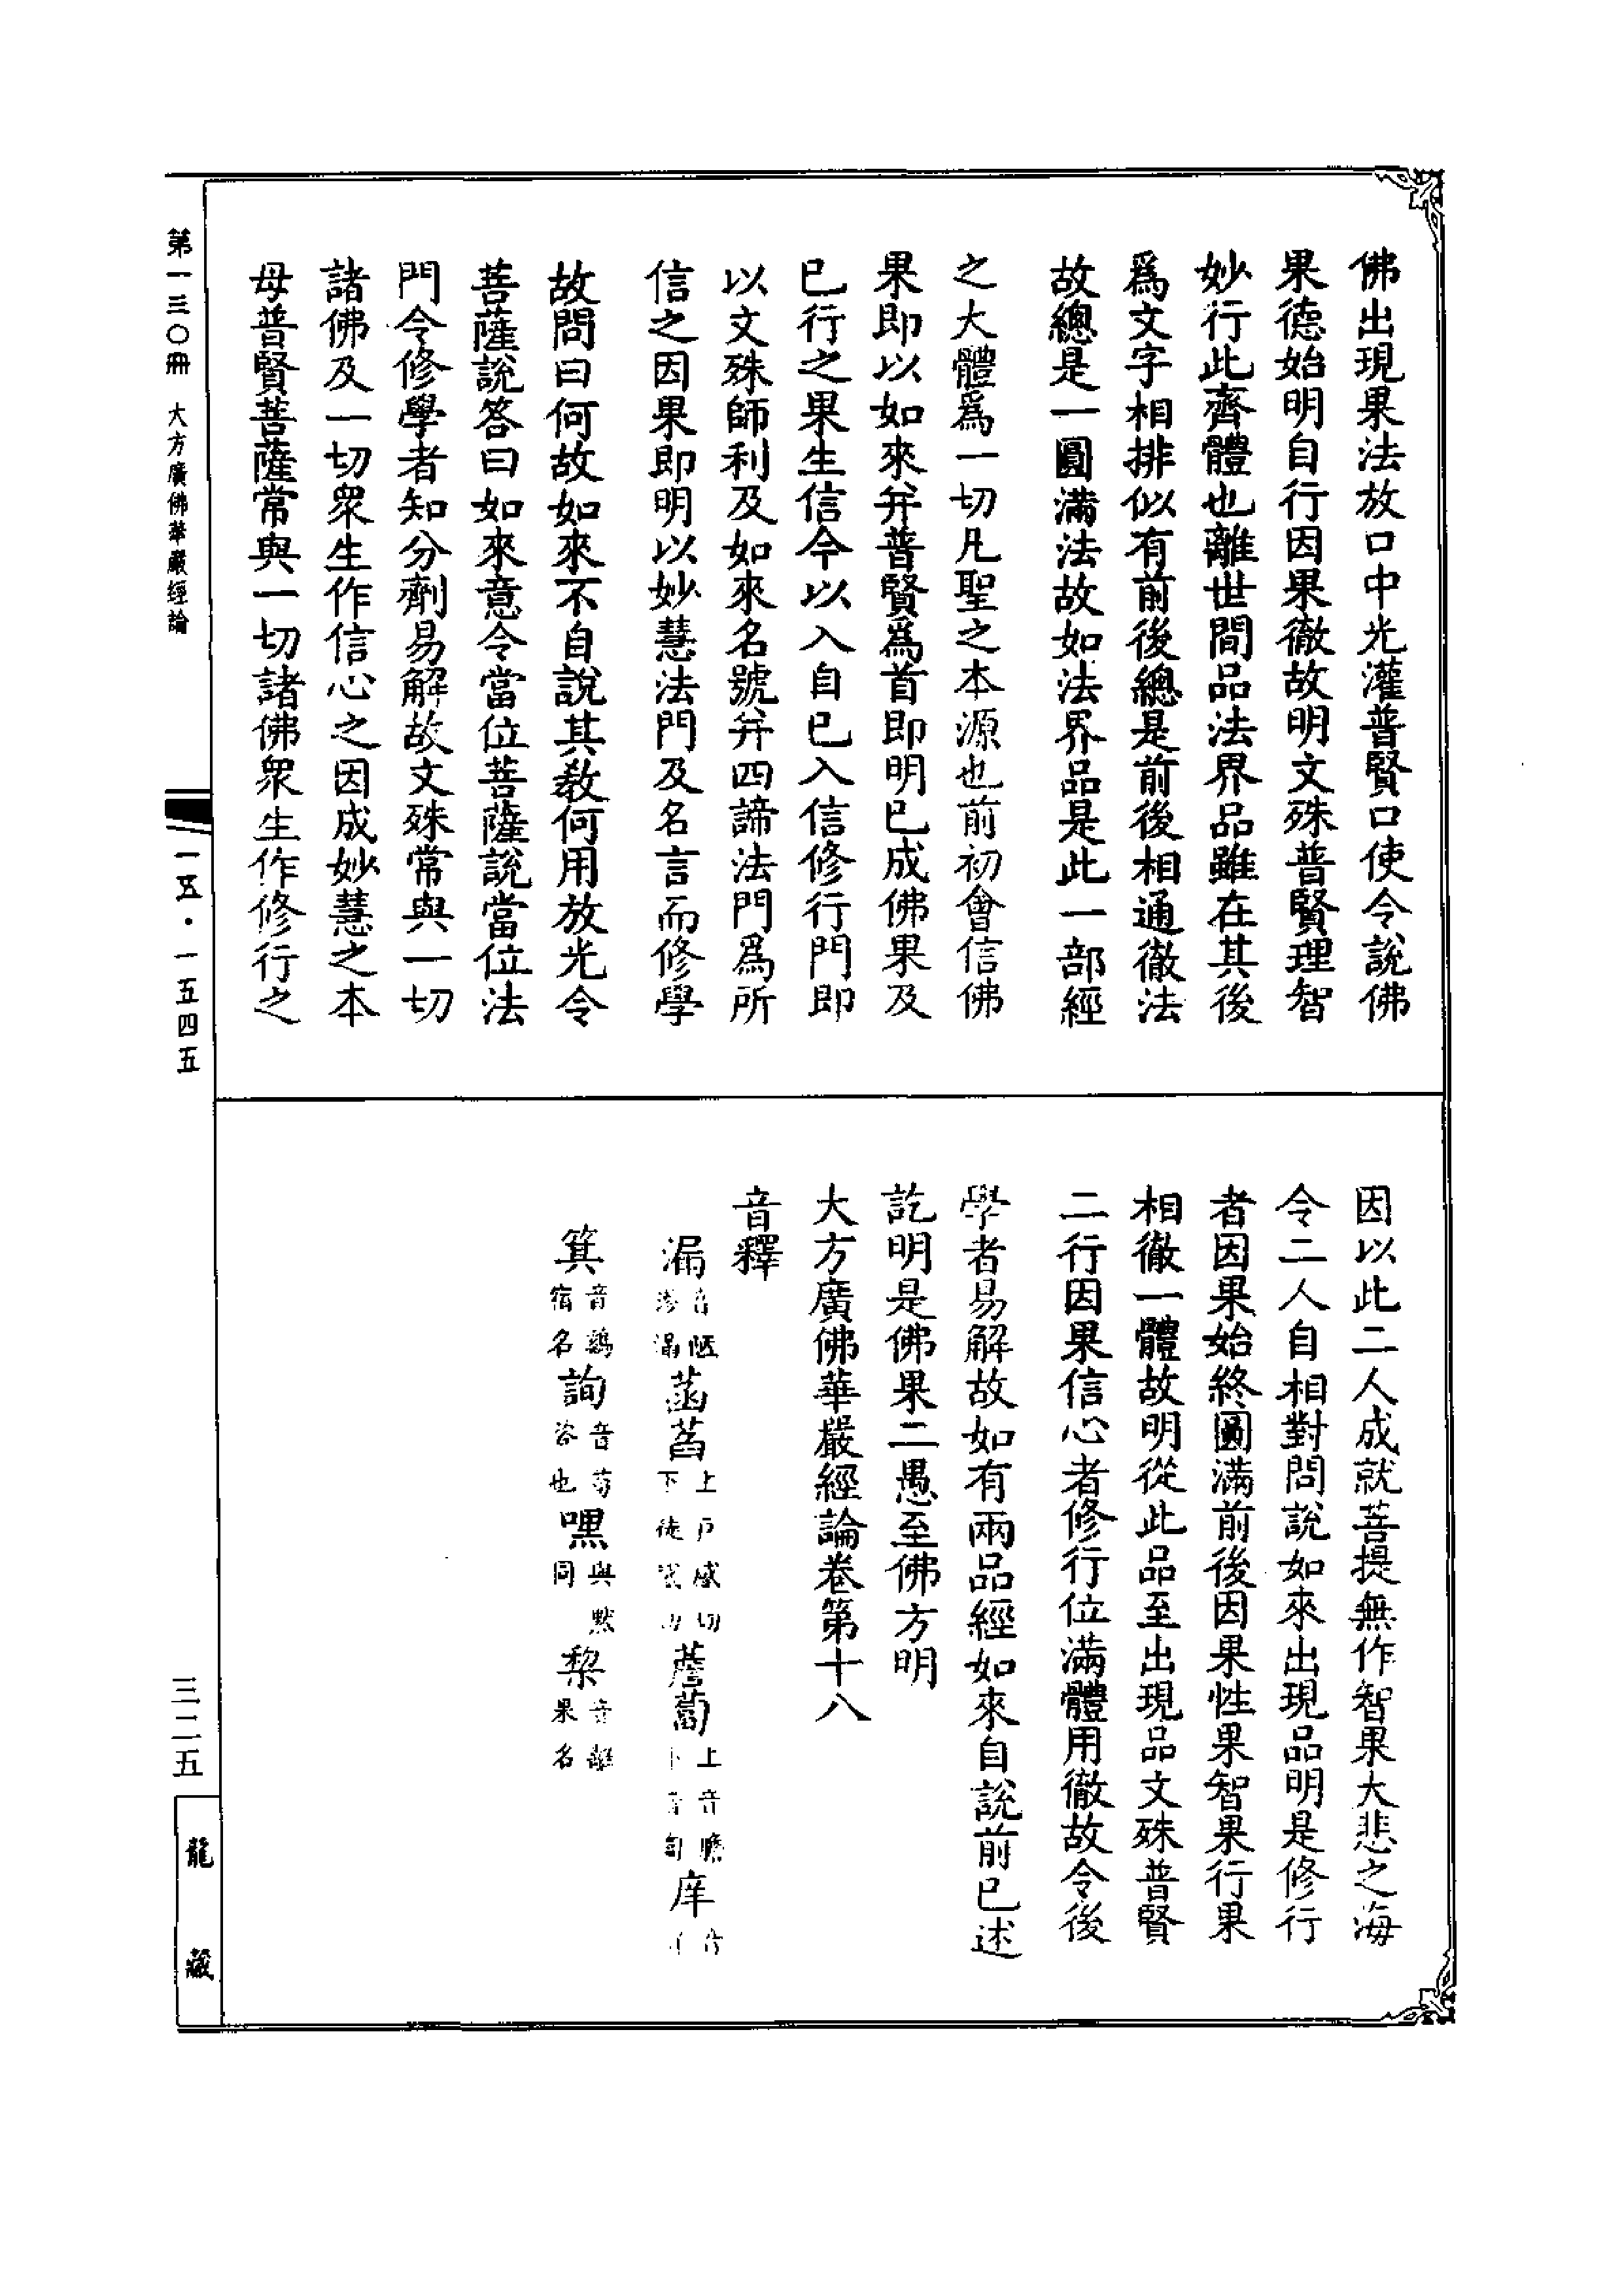 佛出現果法放口中光灌普賢口使令說佛
果德始明自行因果徹故明文殊普賢理智
妙行此齊體也離世間品法界品雖在其後
爲文字相排似有前後總是前後相通徹法
故總是一圓滿法故如法界品是此一部經
之大體爲一切凡聖之本源也前初會信佛
果即以如來并普賢爲首即明已成佛果及
已行之果生信令以入自已入信修行門即
以文殊師利及如來名號并四諦法門爲所
信之因果即明以妙慧法門及名言而修學
故問曰何故如來不自說其教何用放光令
菩薩說答曰如來意令當位菩薩說當位法
門令修學者知分劑易解故文殊常與一切
諸佛及一切衆生作信心之因成妙慧之本
母普賢菩薩常與一切諸佛衆生作修行之
因以此二人成就菩提無作智果大悲之海
令二人自相對問說如來出現品明是修行
者因果始終圓滿前後因果性果智果行果
相徹一體故明從此品至出現品文殊普賢
二行因果信心者修行位滿體用徹故令後
學者易解故如有兩品經如來自說前已述
訖明是佛果二愚至佛方明
大方廣佛華嚴經論卷第十八
音釋
漏音陋滲漏菡萏上戶感切下徒感切薝蔔上音瞻下音匐庠音
箕音鷄宿名詢音荀咨也嘿與默同梨音離果名
第一三〇冊 大方廣佛華嚴經論
一五·一五四五
三二五
龍藏